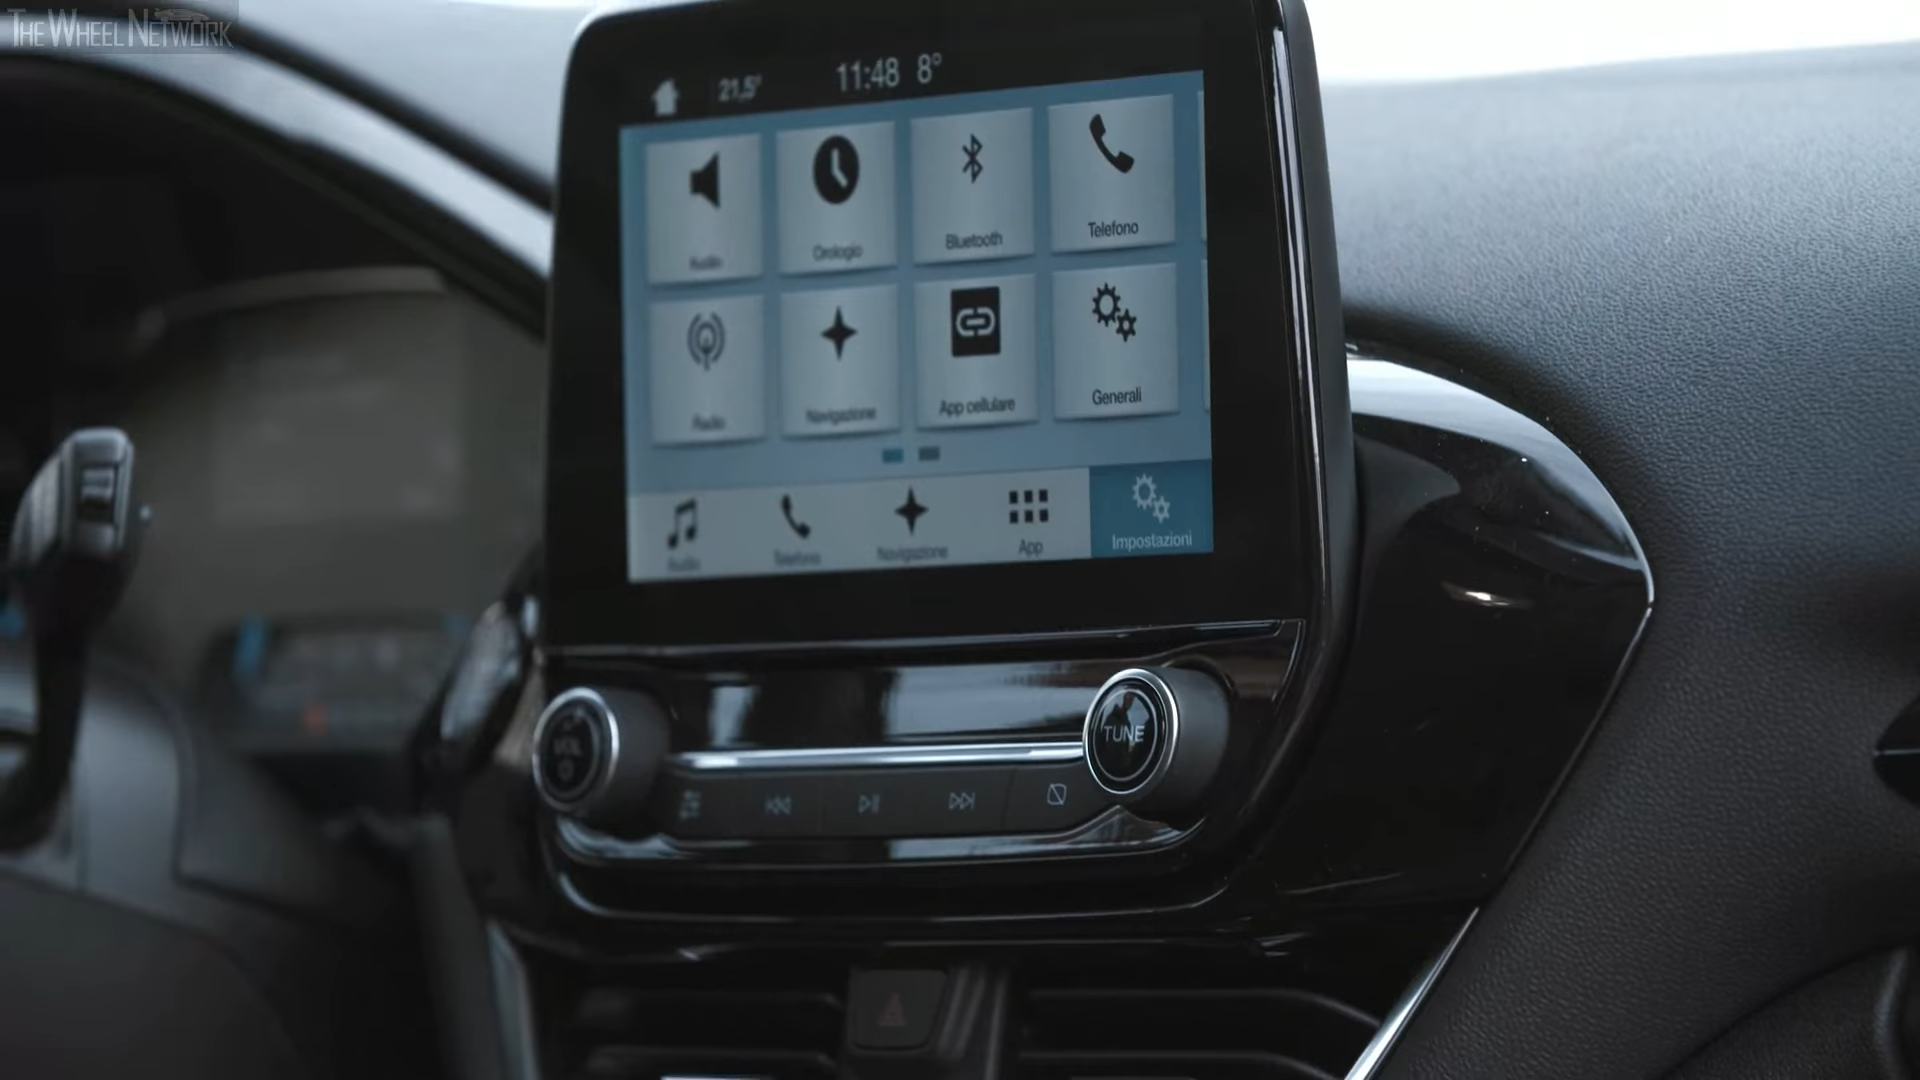 THE WHEEL NETWORK
21,5° 11:48 8°
Audio Orologio Bluetooth Telefono
Radio Navigazione App cellulare Generali
Audio Telefono Navigazione App Impostazioni
VOL TUNE